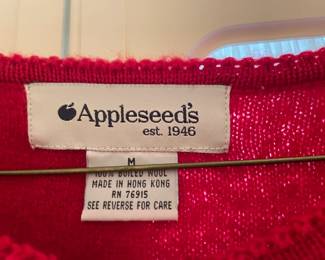 Appleseed's
est. 1946
M
100% BOILED WOOL
MADE IN HONG KONG
RN 76915
SEE REVERSE FOR CARE